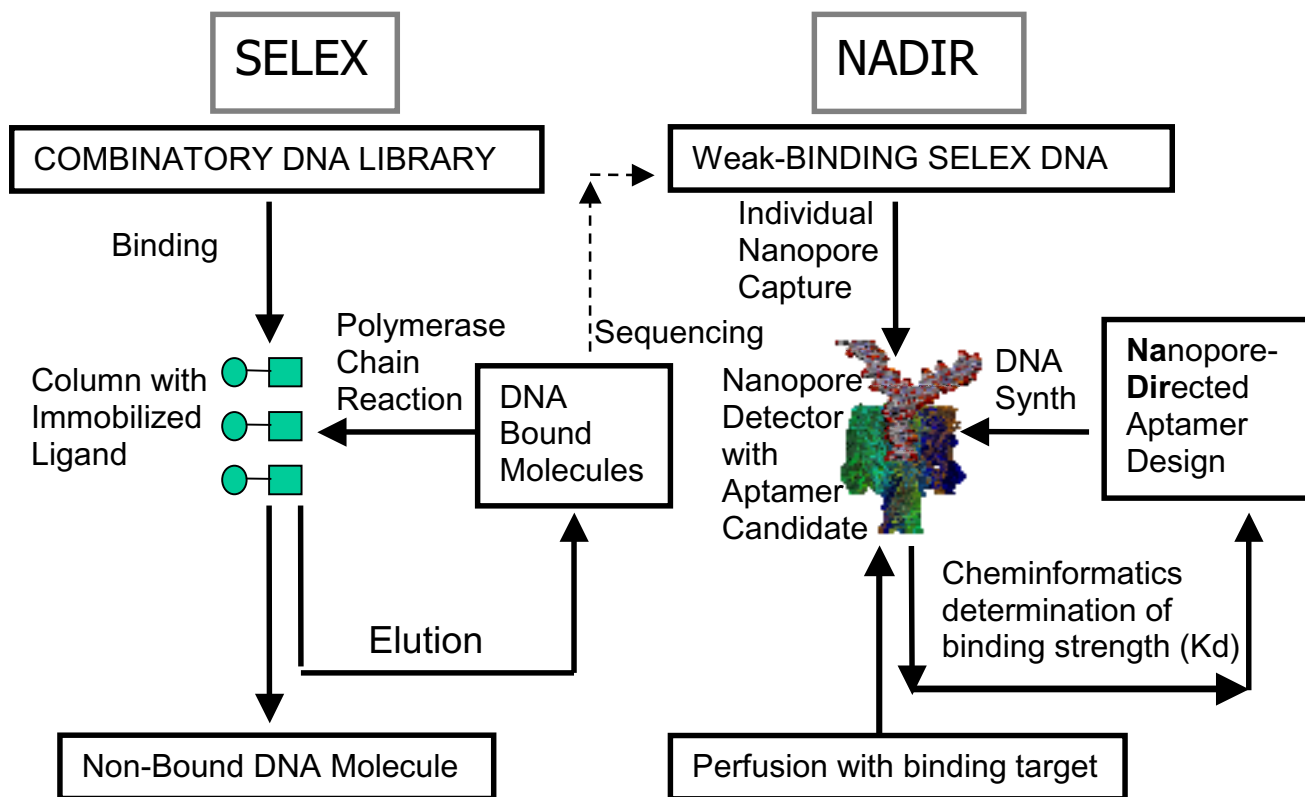 SELEX
COMBINATORY DNA LIBRARY
Binding
Column with
Immobilized
Ligand
Polymerase
Chain
Reaction
Sequencing
DNA
Bound
Molecules
Elution
Non-Bound DNA Molecule
NADIR
Weak-BINDING SELEX DNA
Individual
Nanopore
Capture
Nanopore
Detector
with
Aptamer
Candidate
DNA
Synth
Nanopore-
Directed
Aptamer
Design
Cheminformatics
determination of
binding strength (Kd)
Perfusion with binding target